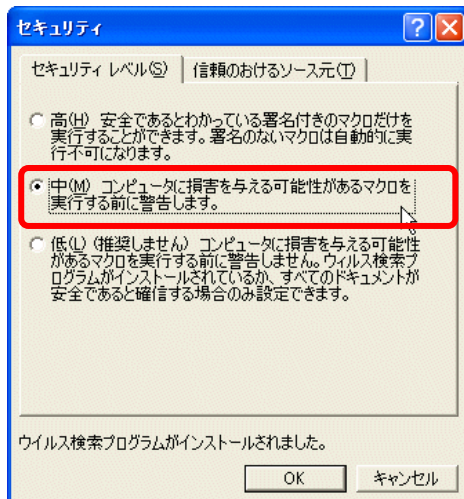 セキュリティ
セキュリティ レベル(S)
信頼のおけるソース元(T)
高(H) 安全であるとわかっている署名付きのマクロだけを
実行することができます。署名のないマクロは自動的に実
行不可になります。
中(M) コンピュータに損害を与える可能性があるマクロを
実行する前に警告します。
低(L) (推奨しません) コンピュータに損害を与える可能性
があるマクロを実行する前に警告しません。ウィルス検索プ
ログラムがインストールされているか、すべてのドキュメントが
安全であると確信する場合のみ設定できます。
ウイルス検索プログラムがインストールされました。
OK
キャンセル